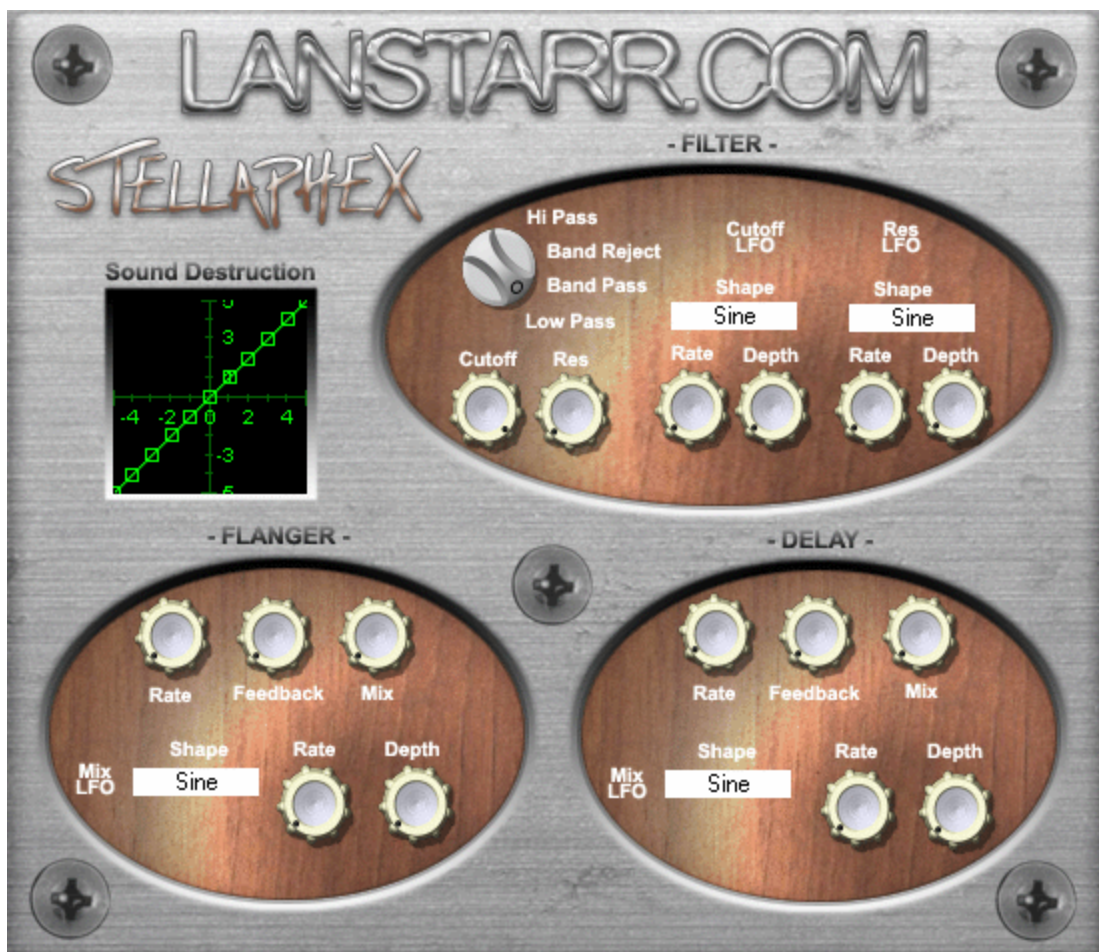 LANSTARR.COM
STELLAPHEX
- FILTER -
Hi Pass
Band Reject
Band Pass
Low Pass
Cutoff
LFO
Res
LFO
Shape
Shape
Sine
Sine
Cutoff Res
Rate Depth
Rate Depth
Sound Destruction
3
-4 -2 0 2 4
-3
- FLANGER -
Rate Feedback Mix
Mix
LFO
Shape
Sine
Rate Depth
- DELAY -
Rate Feedback Mix
Mix
LFO
Shape
Sine
Rate Depth